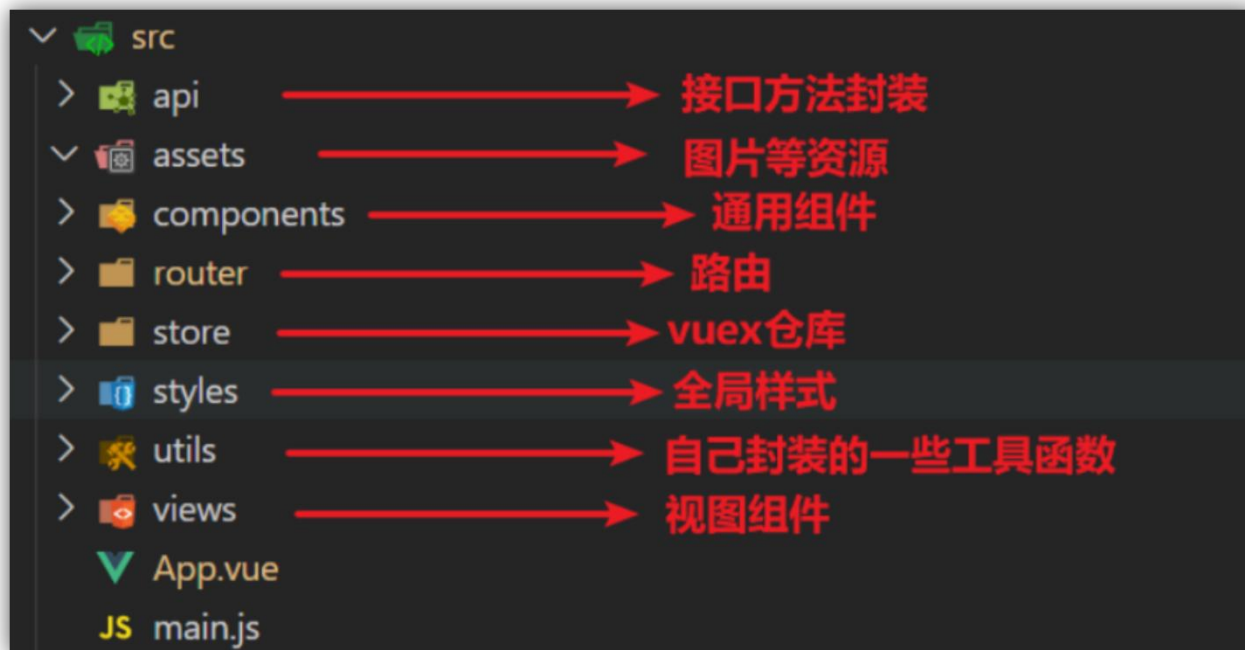 src
api 接口方法封装
assets 图片等资源
components 通用组件
router 路由
store vuex仓库
styles 全局样式
utils 自己封装的一些工具函数
views 视图组件
App.vue
JS main.js